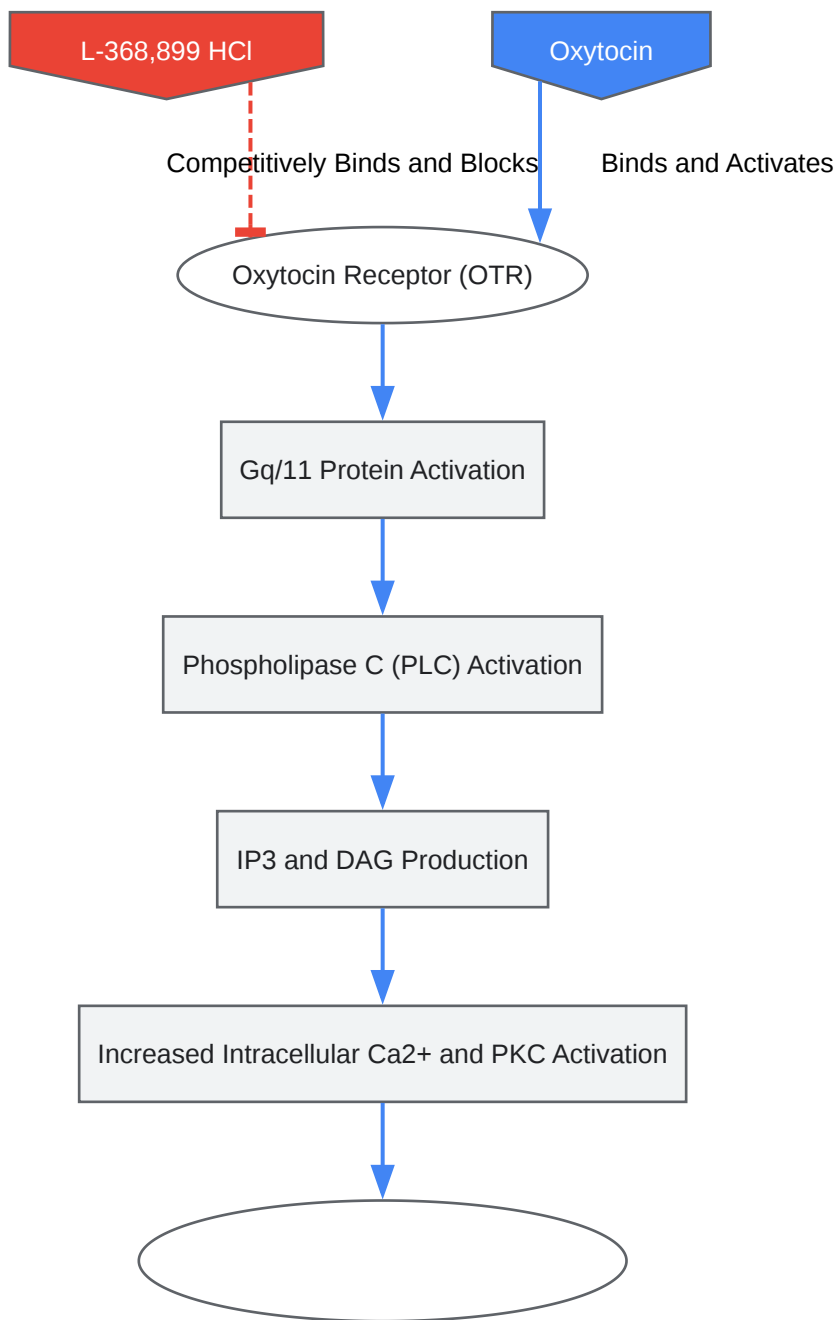 L-368,899 HCl
Oxytocin
Competitively Binds and Blocks
Binds and Activates
Oxytocin Receptor (OTR)
Gq/11 Protein Activation
Phospholipase C (PLC) Activation
IP3 and DAG Production
Increased Intracellular Ca2+ and PKC Activation